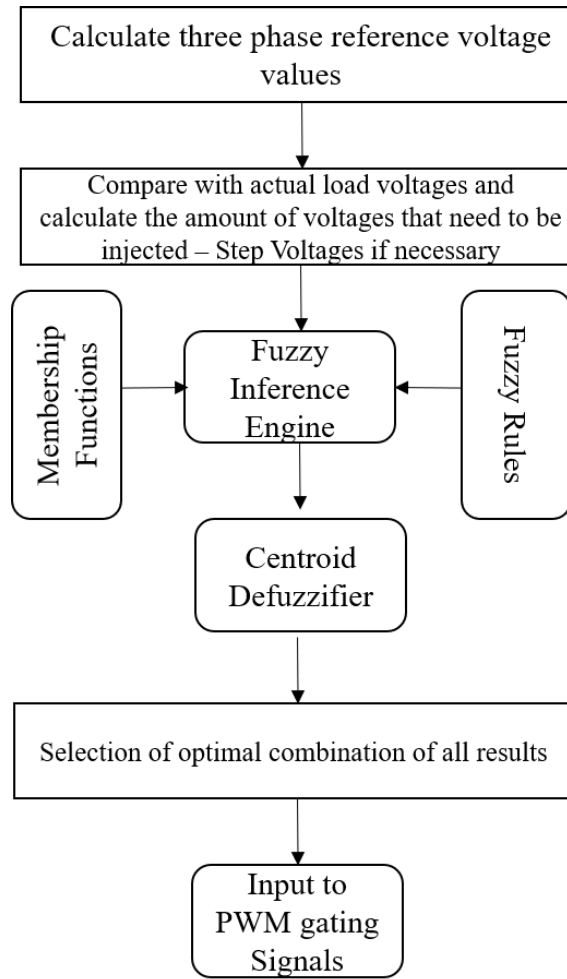 Calculate three phase reference voltage
values
Compare with actual load voltages and
calculate the amount of voltages that need to be
injected – Step Voltages if necessary
Membership
Functions
Fuzzy
Inference
Engine
Fuzzy Rules
Centroid
Defuzzifier
Selection of optimal combination of all results
Input to
PWM gating
Signals